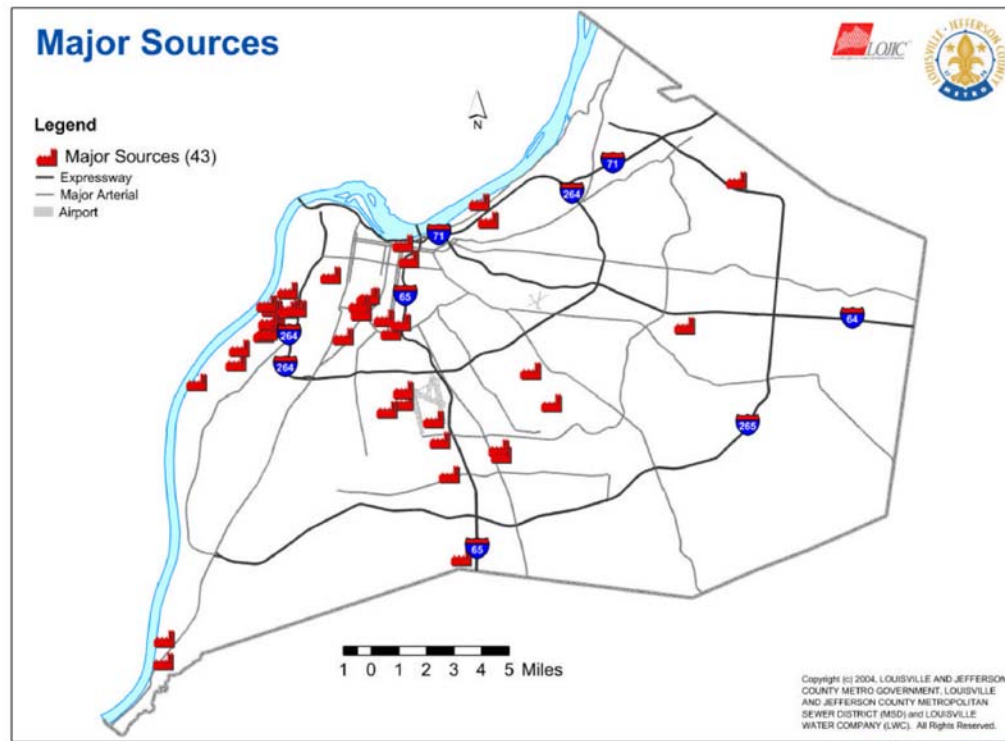 Major Sources
LOJIC
LOUISVILLE - JEFFERSON COUNTY
METRO
N
Legend
Major Sources (43)
Expressway
Major Arterial
Airport
71
264
71
65
64
264
264
265
65
1 0 1 2 3 4 5 Miles
Copyright (c) 2004, LOUISVILLE AND JEFFERSON
COUNTY METRO GOVERNMENT, LOUISVILLE
AND JEFFERSON COUNTY METROPOLITAN
SEWER DISTRICT (MSD) and LOUISVILLE
WATER COMPANY (LWC). All Rights Reserved.